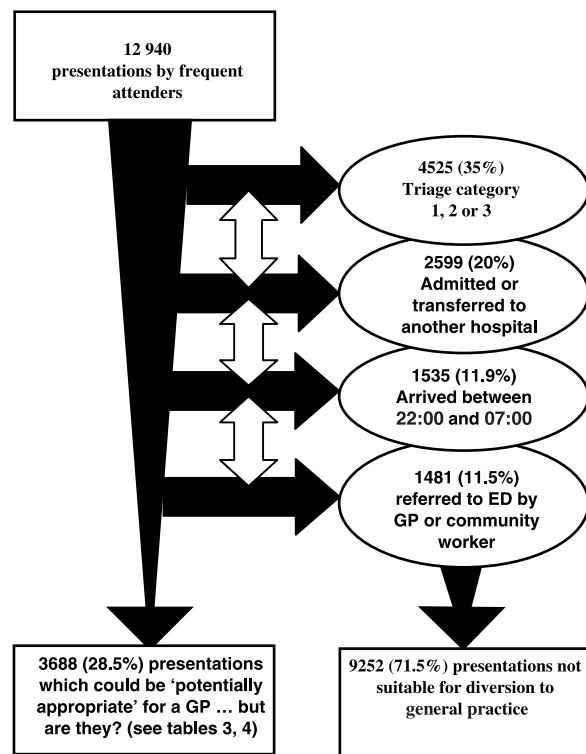 12 940
presentations by frequent
attenders
4525 (35%)
Triage category
1, 2 or 3
2599 (20%)
Admitted or
transferred to
another hospital
1535 (11.9%)
Arrived between
22:00 and 07:00
1481 (11.5%)
referred to ED by
GP or community
worker
3688 (28.5%) presentations
which could be ‘potentially
appropriate’ for a GP ... but
are they? (see tables 3, 4)
9252 (71.5%) presentations not
suitable for diversion to
general practice